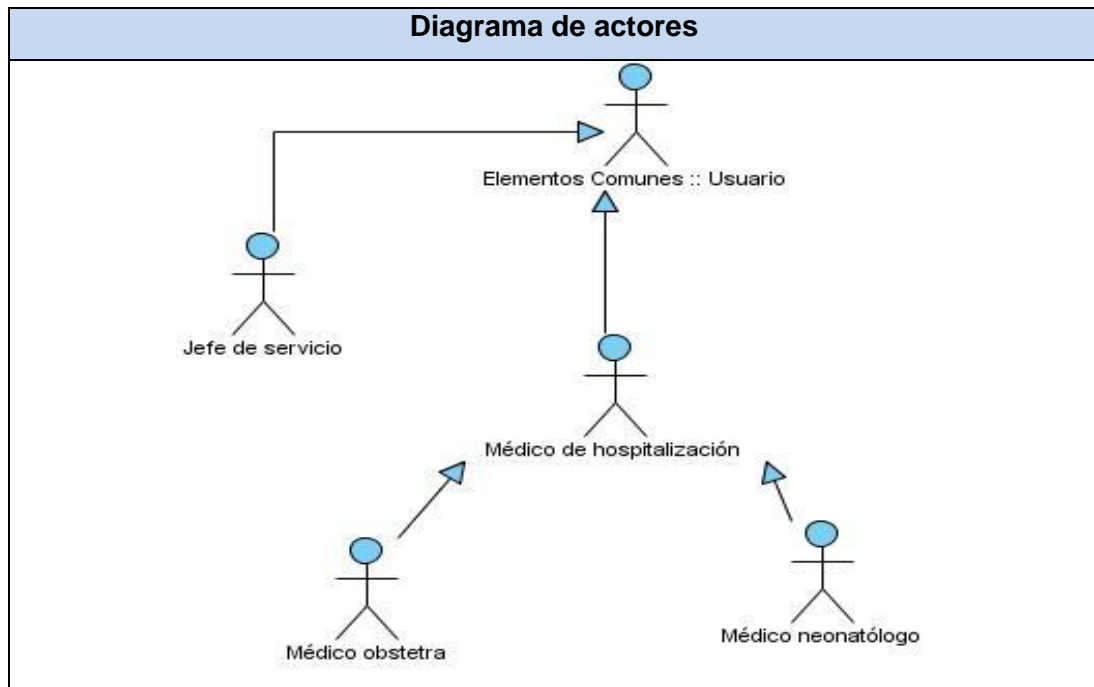 Diagrama de actores
Elementos Comunes :: Usuario
Jefe de servicio
Médico de hospitalización
Médico obstetra
Médico neonatólogo